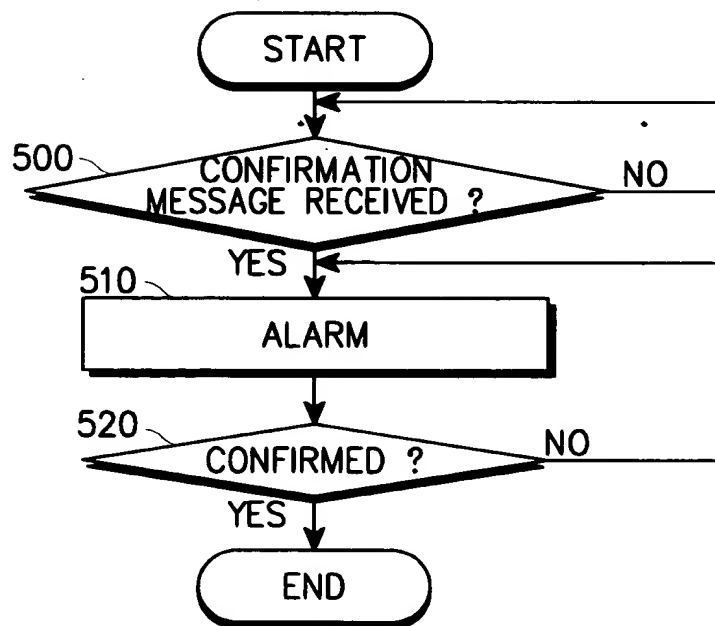 START
500
CONFIRMATION
MESSAGE RECEIVED ?
NO
YES
510
ALARM
520
CONFIRMED ?
NO
YES
END